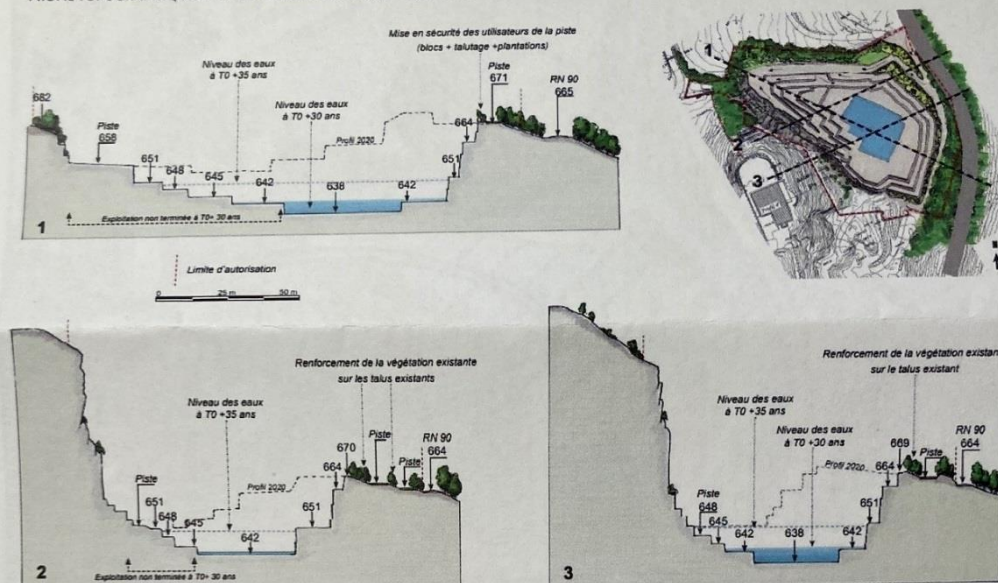 Mise en sécurité des utilisateurs de la piste
(blocs + talutage +plantations)
Niveau des eaux
à T0 +35 ans
Niveau des eaux
à T0 +30 ans
Piste
671
RN 90
665
682
Piste
658
664
Profil 2020
651
648
645
642
638
642
651
Exploitation non terminée à T0+ 30 ans
1
Limite d'autorisation
0 25 m 50 m
1
2
3
Renforcement de la végétation existante
sur les talus existants
Niveau des eaux
à T0 +35 ans
Piste
RN 90
664
670
Piste
664
Profil 2020
Piste
651
648
645
642
651
Exploitation non terminée à T0+ 30 ans
2
Renforcement de la végétation existan
sur le talus existant
Niveau des eaux
à T0 +35 ans
Niveau des eaux
à T0 +30 ans
RN 90
664
669
Piste
664
Profil 2020
Piste
648
645
642
638
642
651
3